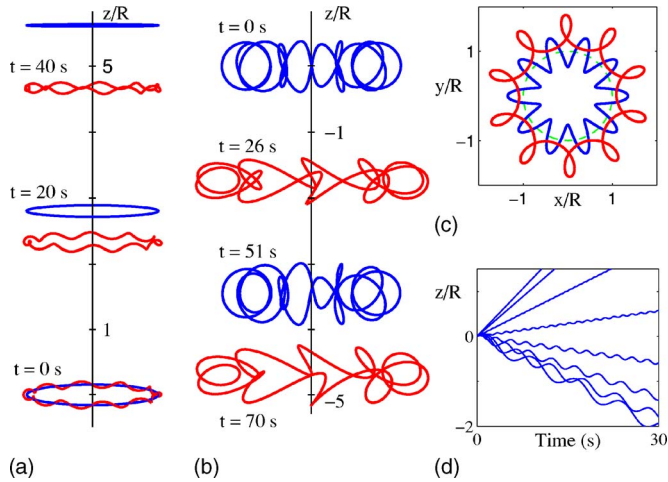 z/R
t = 40 s
5
t = 20 s
1
t = 0 s
(a)
z/R
t = 0 s
-1
t = 26 s
t = 51 s
-5
t = 70 s
(b)
1
y/R
-1
-1
x/R
1
(c)
z/R
0
-2
0
Time (s)
30
(d)